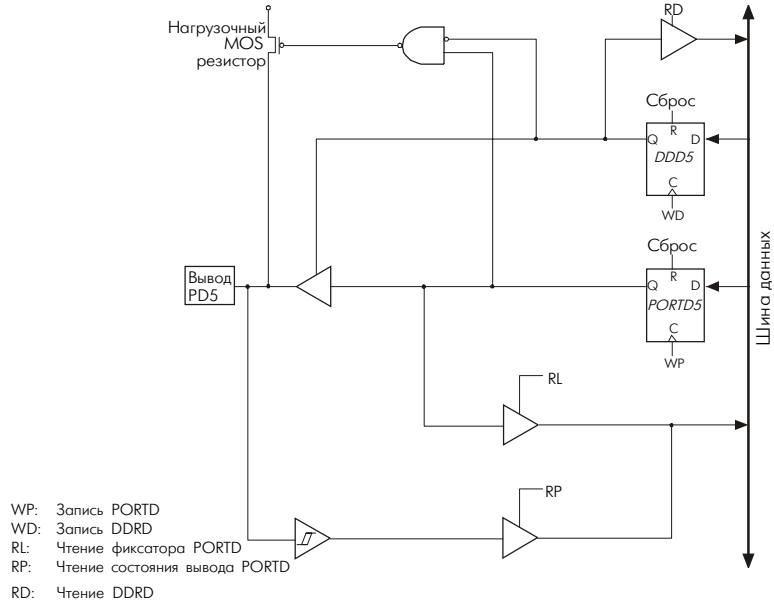 RD
Нагрузочный
MOS
резистор
Сброс
R
Q D
DDD5
C
WD
Сброс
R
Q D
PORTD5
C
WP
Вывод
PD5
Шина данных
RL
RP
WP: Запись PORTD
WD: Запись DDRD
RL: Чтение фиксатора PORTD
RP: Чтение состояния вывода PORTD
RD: Чтение DDRD